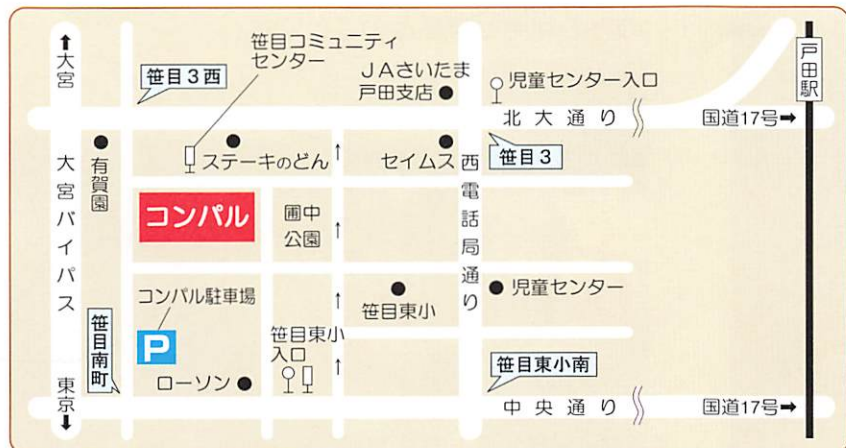 ↑大宮
笹目3西
笹目コミュニティ
センター
JAさいたま
戸田支店
児童センター入口
戸田駅
北大通り
国道17号➡
有賀園
ステーキのどん
セイムス
笹目3
大宮バイパス
コンパル
圃中
公園
西電話局通り
コンパル駐車場
P
笹目東小
児童センター
笹目南町
笹目東小
入口
ローソン
笹目東小南
東京↓
中央通り
国道17号➡